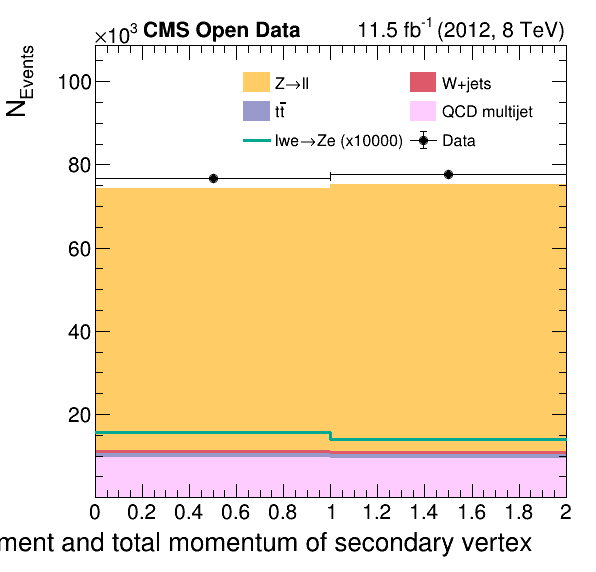 ×10³ CMS Open Data 11.5 fb⁻¹ (2012, 8 TeV)
N_Events
100
80
60
40
20
Z→ll W+jets
tt̄ QCD multijet
lwe→Ze (x10000) Data
0 0.2 0.4 0.6 0.8 1 1.2 1.4 1.6 1.8 2
ment and total momentum of secondary vertex